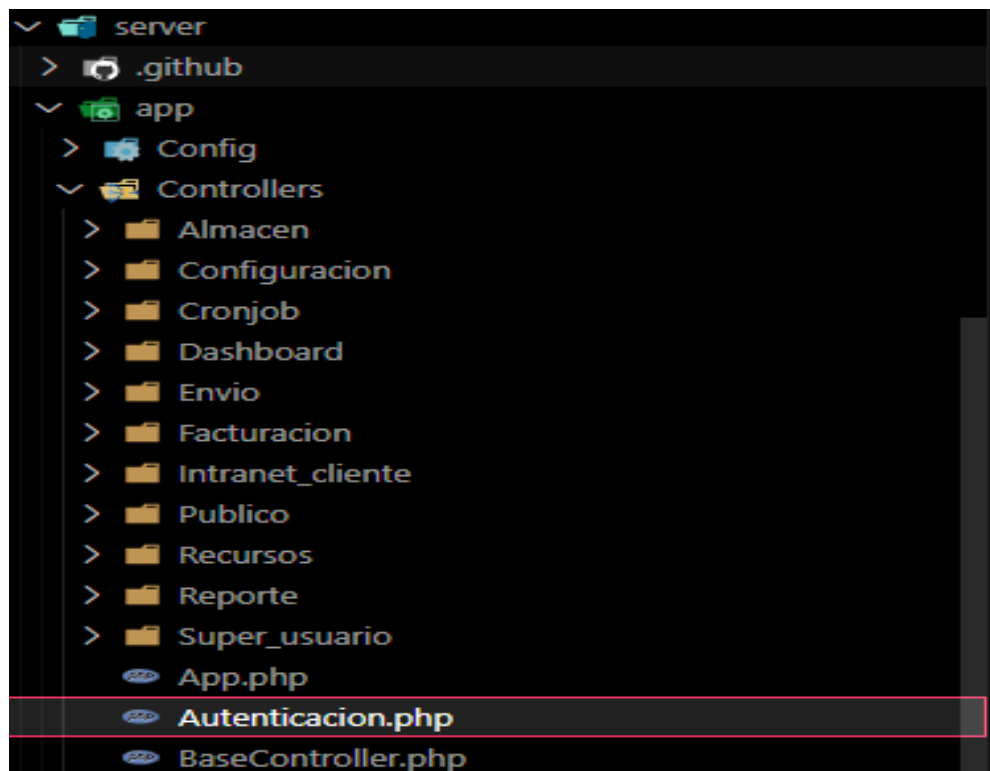 server
.github
app
Config
Controllers
Almacen
Configuracion
Cronjob
Dashboard
Envio
Facturacion
Intranet_cliente
Publico
Recursos
Reporte
Super_usuario
App.php
Autenticacion.php
BaseController.php